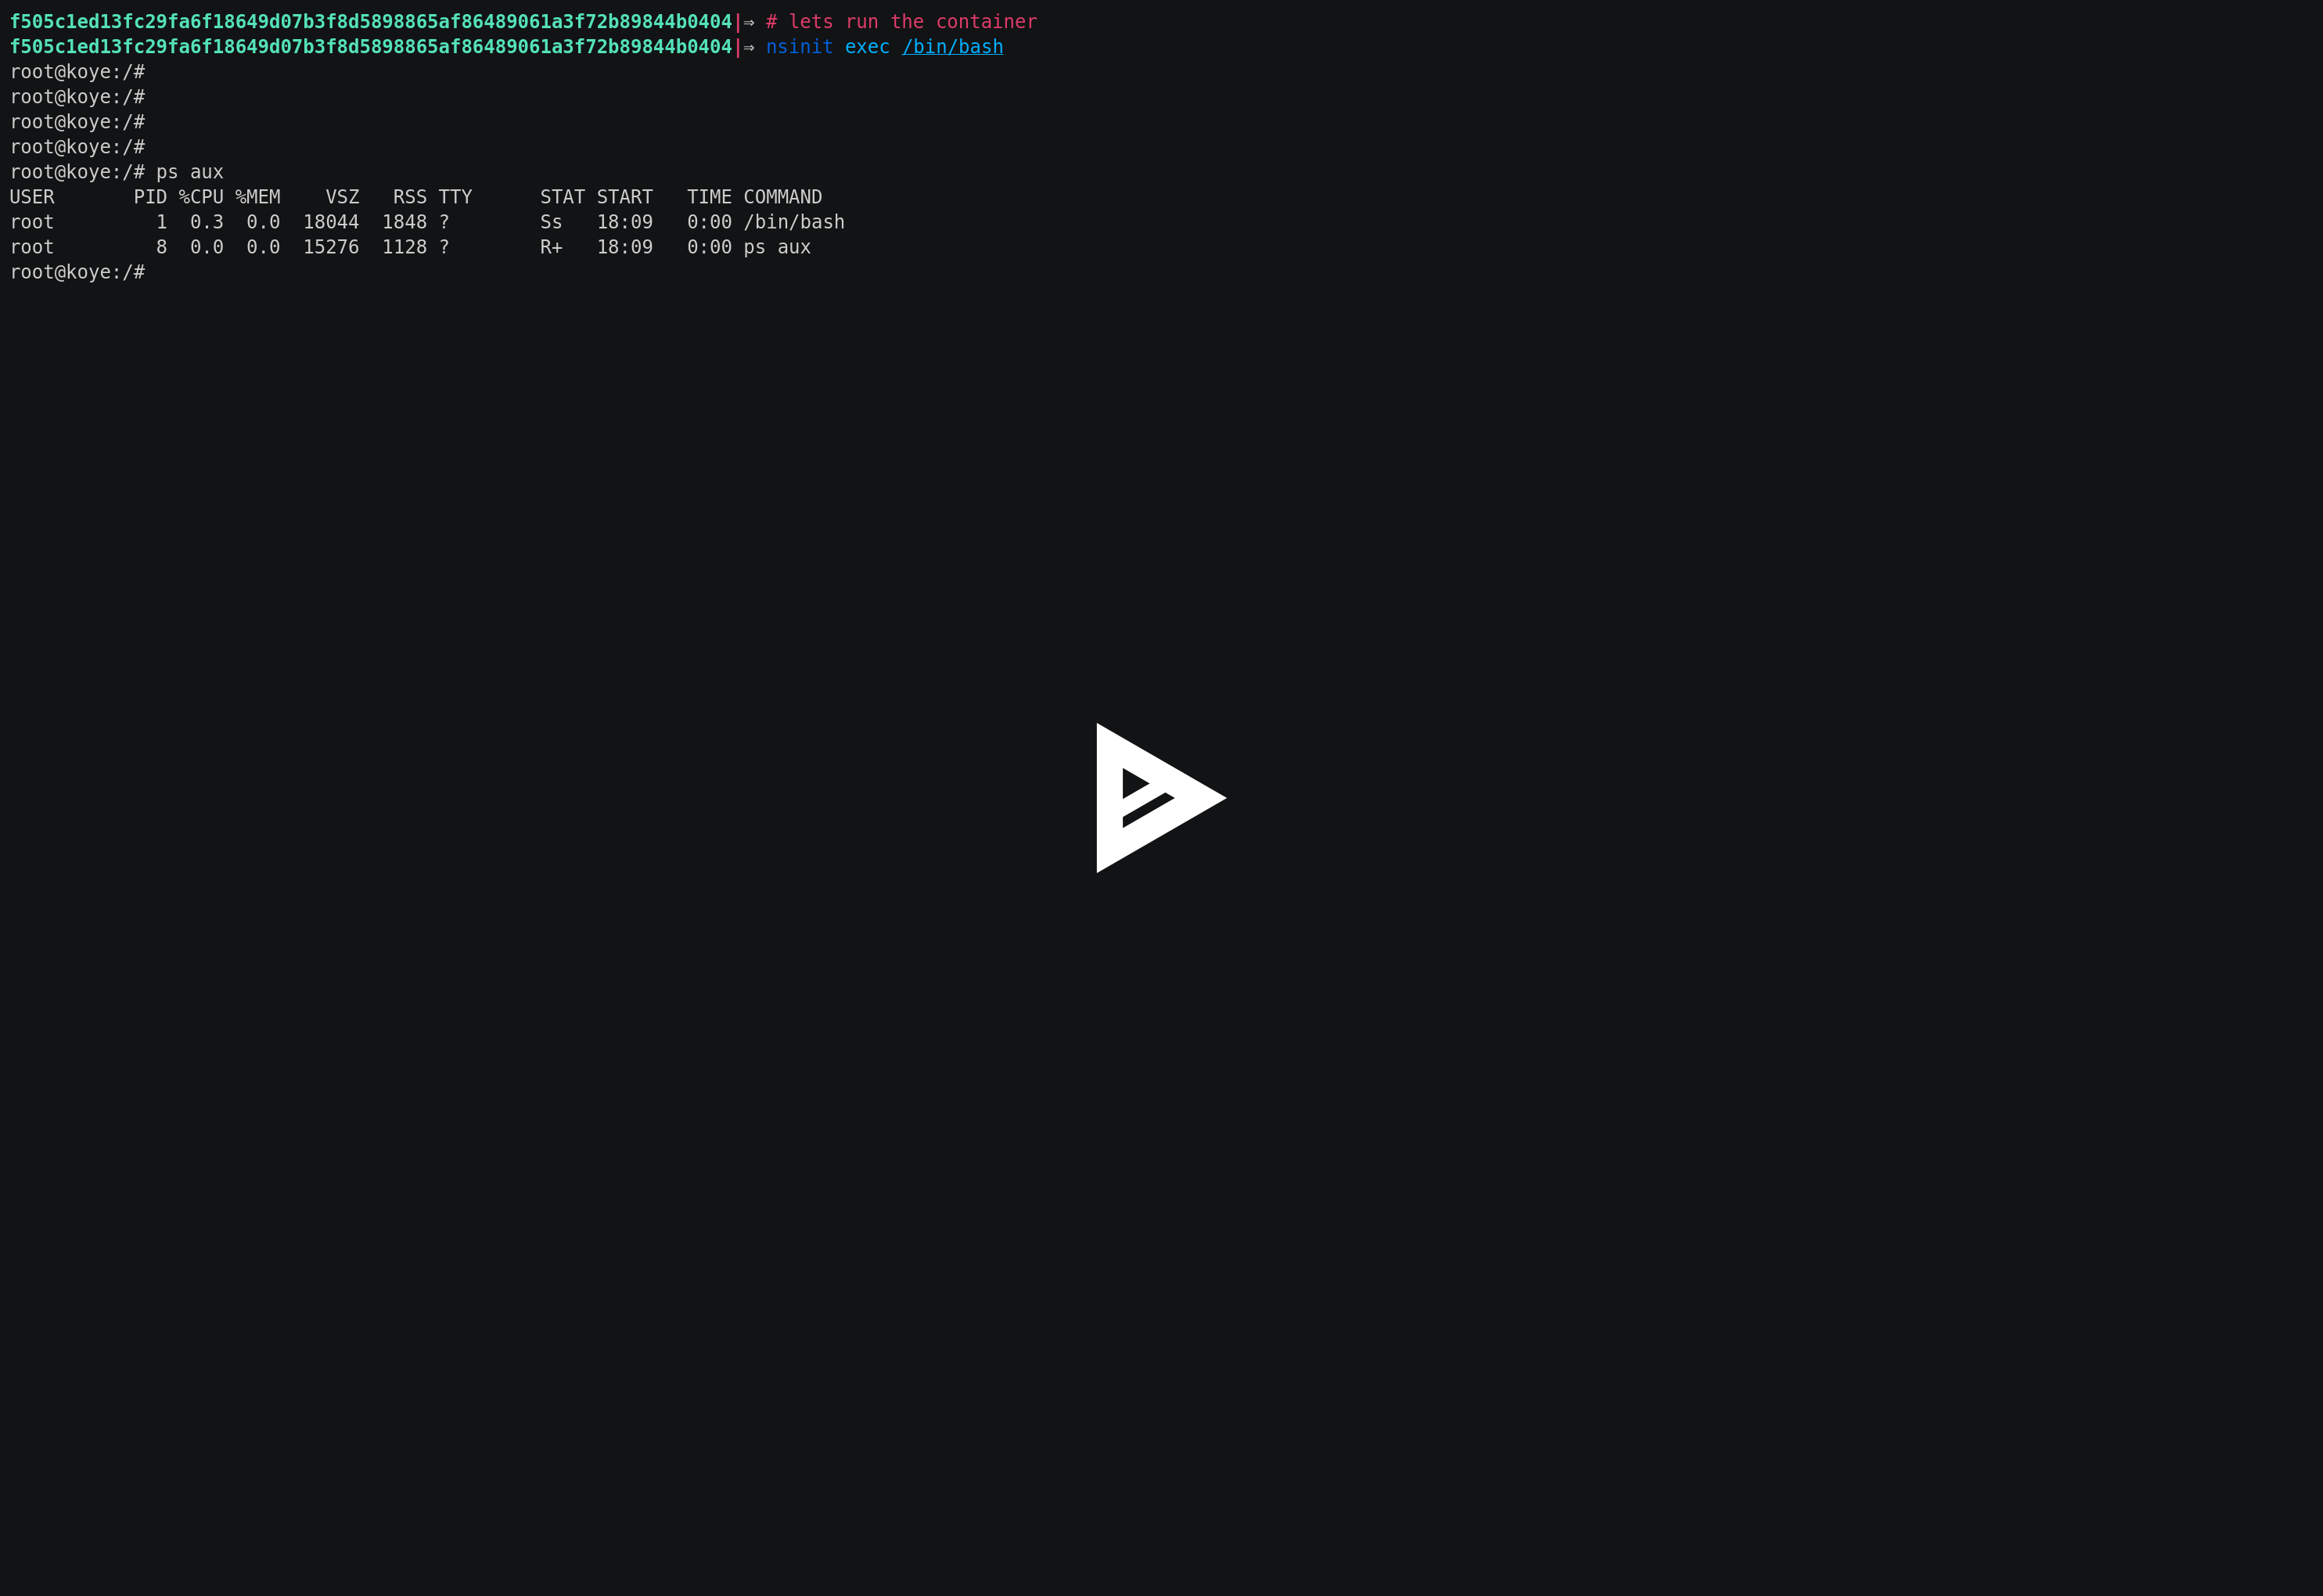 f505c1ed13fc29fa6f18649d07b3f8d5898865af86489061a3f72b89844b0404|⇒ # lets run the container
f505c1ed13fc29fa6f18649d07b3f8d5898865af86489061a3f72b89844b0404|⇒ nsinit exec /bin/bash
root@koye:/#
root@koye:/#
root@koye:/#
root@koye:/#
root@koye:/# ps aux
USER       PID %CPU %MEM    VSZ   RSS TTY      STAT START   TIME COMMAND
root         1  0.3  0.0  18044  1848 ?        Ss   18:09   0:00 /bin/bash
root         8  0.0  0.0  15276  1128 ?        R+   18:09   0:00 ps aux
root@koye:/#